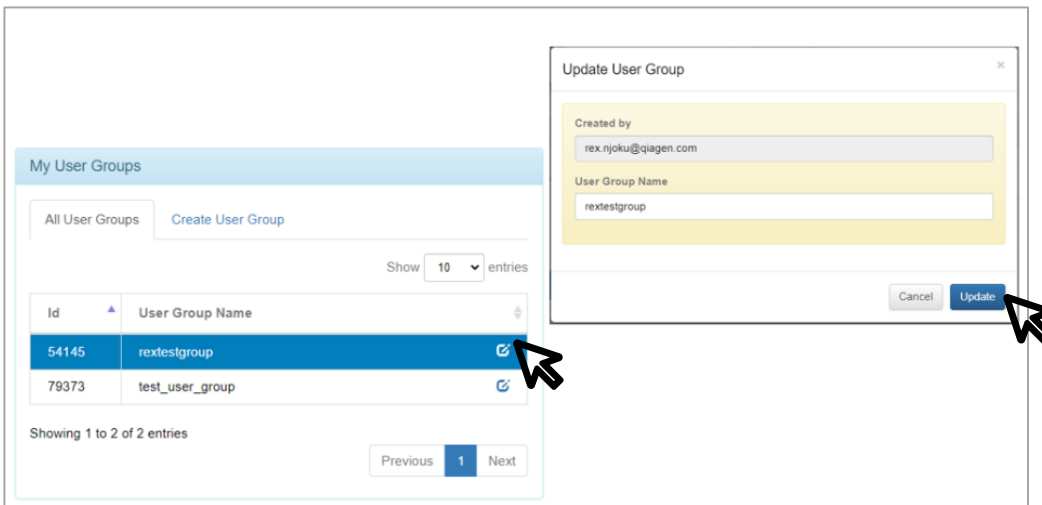 My User Groups
All User Groups Create User Group
Show 10 entries
Id User Group Name
54145 rextestgroup
79373 test_user_group
Showing 1 to 2 of 2 entries
Previous 1 Next
Update User Group ×
Created by
rex.njoku@qiagen.com
User Group Name
rextestgroup
Cancel Update